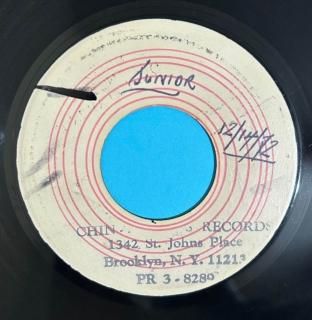 JUNIOR
12/14/72
CHIN RECORDS
1342 St. Johns Place
Brooklyn, N.Y. 11213
PR 3-8289